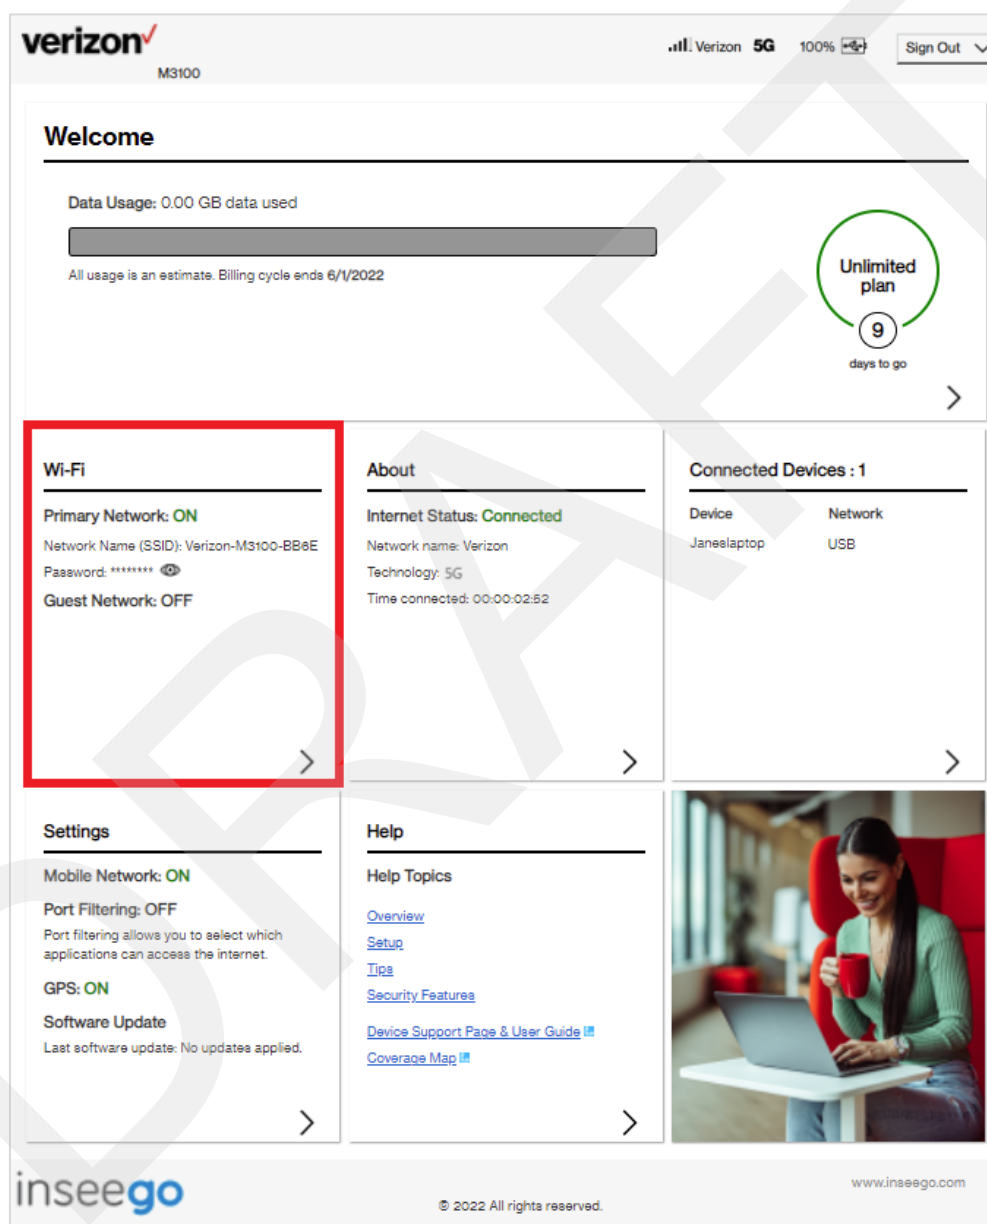 verizon
Verizon 5G 100% Sign Out
M3100
Welcome
Data Usage: 0.00 GB data used
All usage is an estimate. Billing cycle ends 6/1/2022
Unlimited
plan
9
days to go
Wi-Fi
Primary Network: ON
Network Name (SSID): Verizon-M3100-BB6E
Password: ********
Guest Network: OFF
About
Internet Status: Connected
Network name: Verizon
Technology: 5G
Time connected: 00:00:02:52
Connected Devices : 1
Device Network
Janeslaptop USB
Settings
Mobile Network: ON
Port Filtering: OFF
Port filtering allows you to select which
applications can access the internet.
GPS: ON
Software Update
Last software update: No updates applied.
Help
Help Topics
Overview
Setup
Tips
Security Features
Device Support Page & User Guide
Coverage Map
inseego
© 2022 All rights reserved.
www.inseego.com
DRAFT